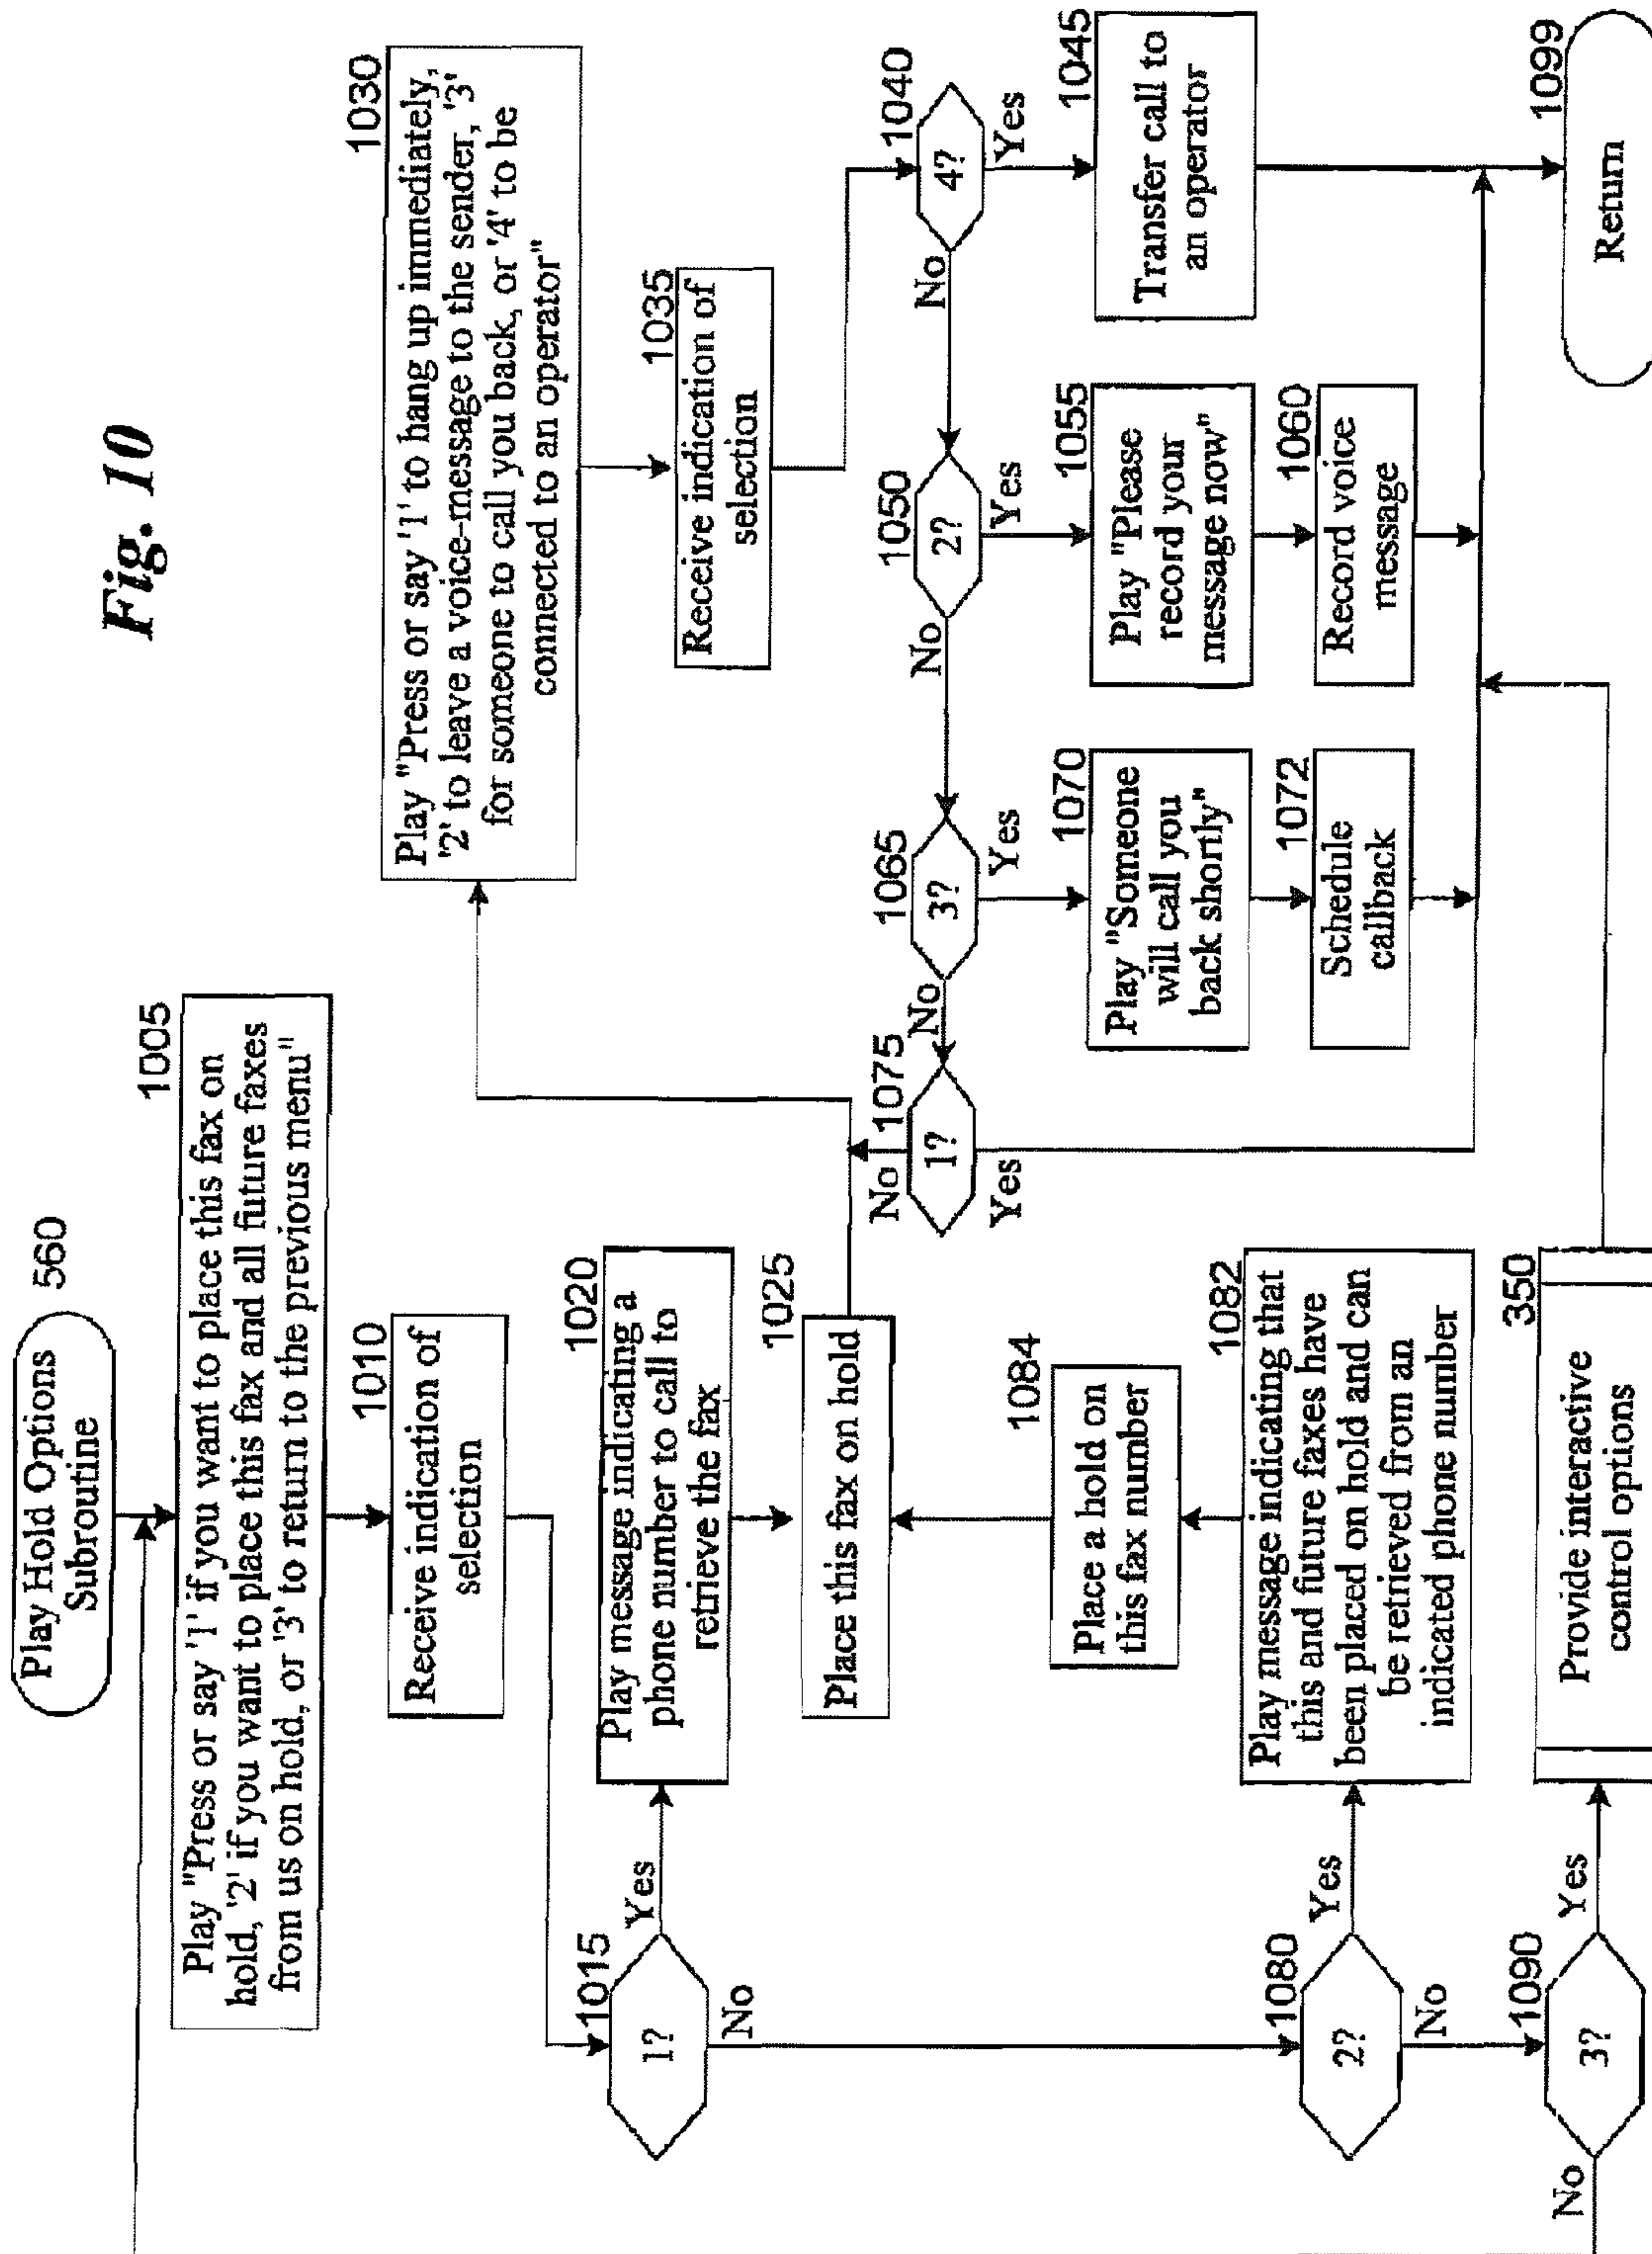 Fig. 10
Play Hold Options
Subroutine
560
1005
Play "Press or say '1' if you want to place this fax on
hold, '2' if you want to place this fax and all future faxes
from us on hold, or '3' to return to the previous menu"
1010
Receive indication of
selection
1015
1?
Yes
No
1020
Play message indicating a
phone number to call to
retrieve the fax
1025
Place this fax on hold
1084
Place a hold on
this fax number
1080
2?
Yes
No
1082
Play message indicating that
this and future faxes have
been placed on hold and can
be retrieved from an
indicated phone number
1090
3?
Yes
No
350
Provide interactive
control options
1030
Play "Press or say '1' to hang up immediately,
'2' to leave a voice-message to the sender, '3'
for someone to call you back, or '4' to be
connected to an operator"
1035
Receive indication of
selection
1040
4?
Yes
No
1045
Transfer call to
an operator
1050
2?
Yes
No
1055
Play "Please
record your
message now"
1060
Record voice
message
1065
3?
Yes
No
1070
Play "Someone
will call you
back shortly"
1072
Schedule
callback
1075
1?
No
Yes
1099
Return